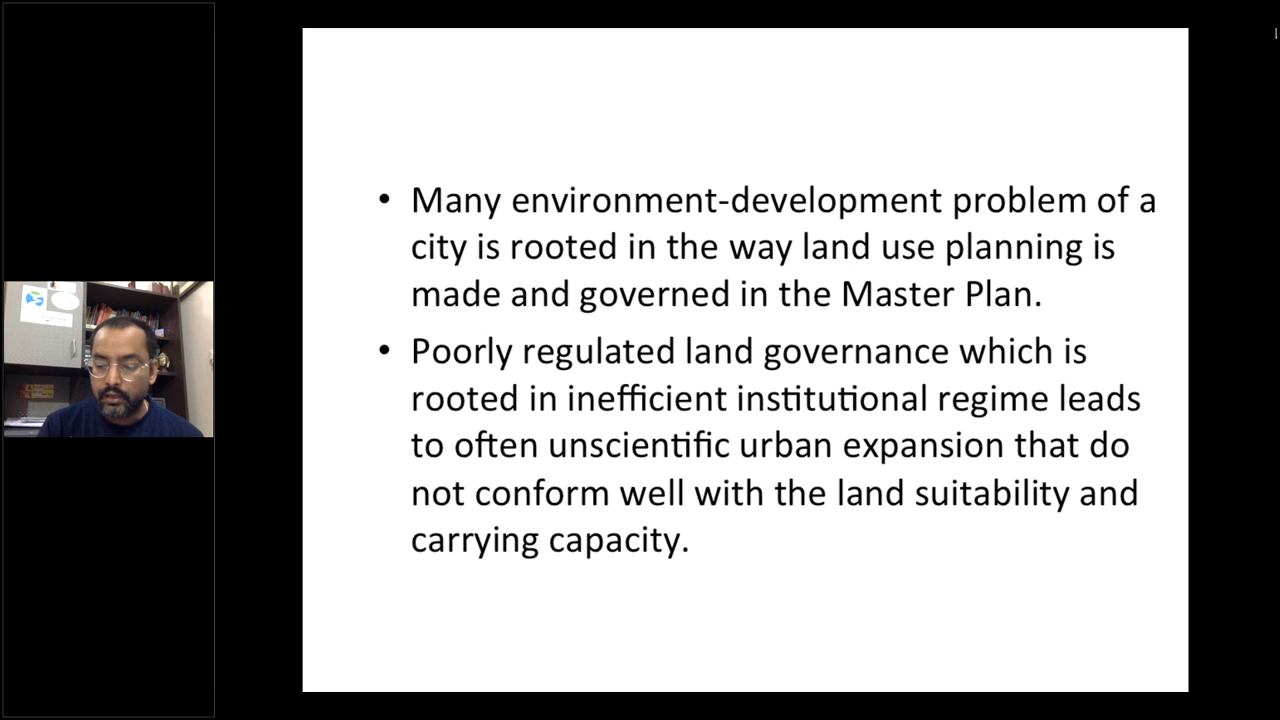 • Many environment-development problem of a
city is rooted in the way land use planning is
made and governed in the Master Plan.
• Poorly regulated land governance which is
rooted in inefficient institutional regime leads
to often unscientific urban expansion that do
not conform well with the land suitability and
carrying capacity.